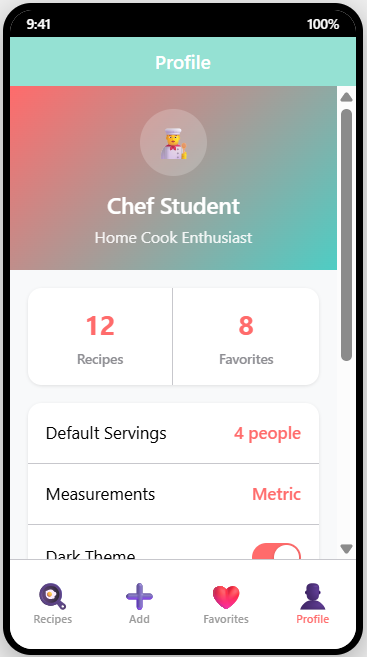 9:41 100%
Profile
Chef Student
Home Cook Enthusiast
12 8
Recipes Favorites
Default Servings 4 people
Measurements Metric
Dark Theme
Recipes Add Favorites Profile